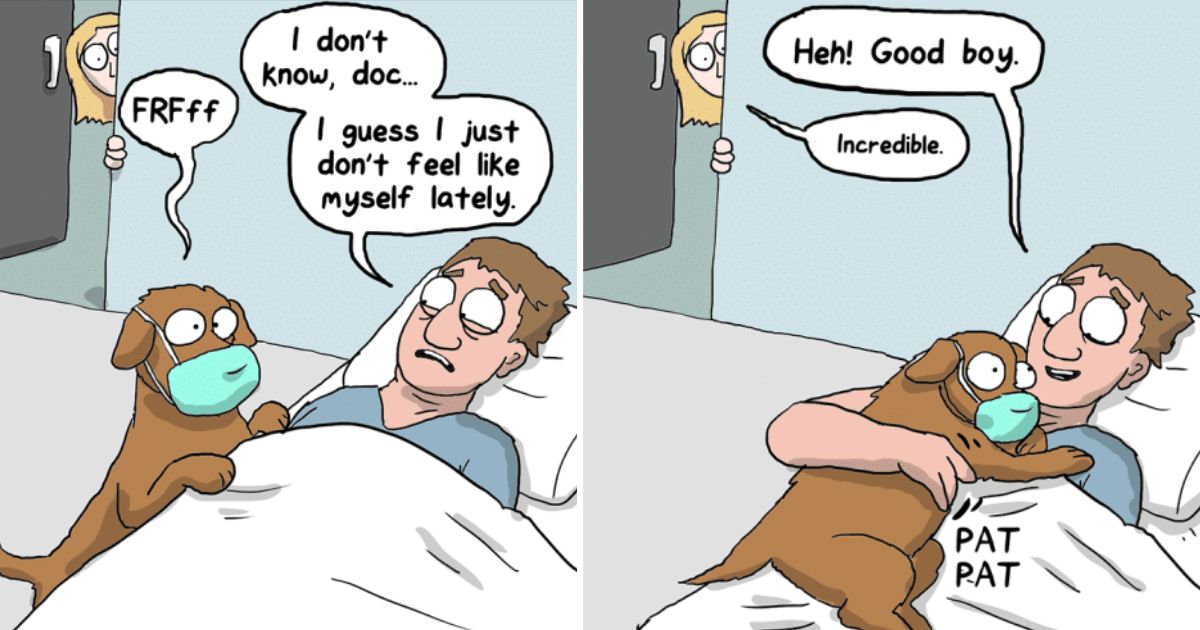 FRFff
I don't
know, doc...
I guess I just
don't feel like
myself lately.
Heh! Good boy.
Incredible.
PAT
PAT